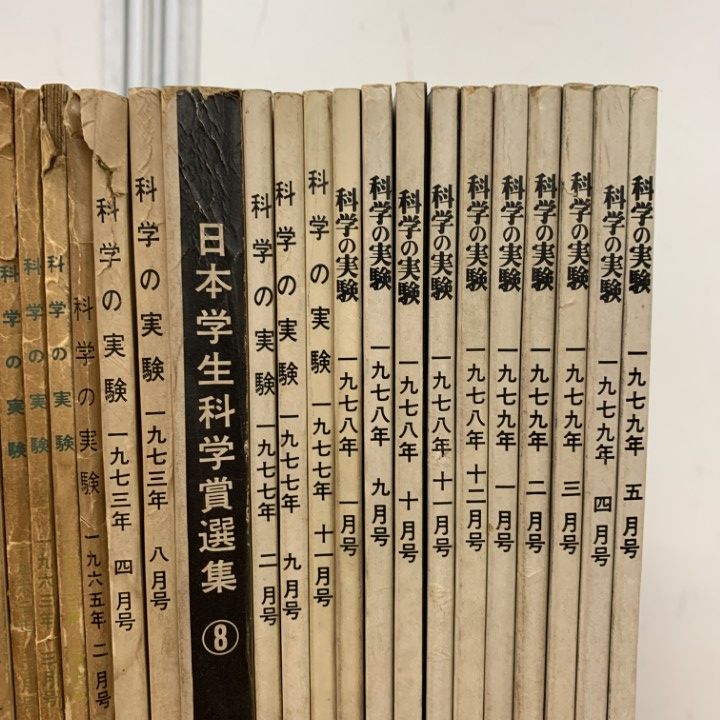 科学の実験
科学の実験
科学の実験 一九六三年
科学の実験 一九六五年 二月号
科学の実験 一九七三年 四月号
科学の実験 一九七三年 八月号
日本学生科学賞選集 ⑧
科学の実験 一九七七年 二月号
科学の実験 一九七七年 九月号
科学の実験 一九七七年 十一月号
科学の実験 一九七八年 一月号
科学の実験 一九七八年 九月号
科学の実験 一九七八年 十月号
科学の実験 一九七八年 十一月号
科学の実験 一九七八年 十二月号
科学の実験 一九七九年 一月号
科学の実験 一九七九年 二月号
科学の実験 一九七九年 三月号
科学の実験 一九七九年 四月号
科学の実験 一九七九年 五月号